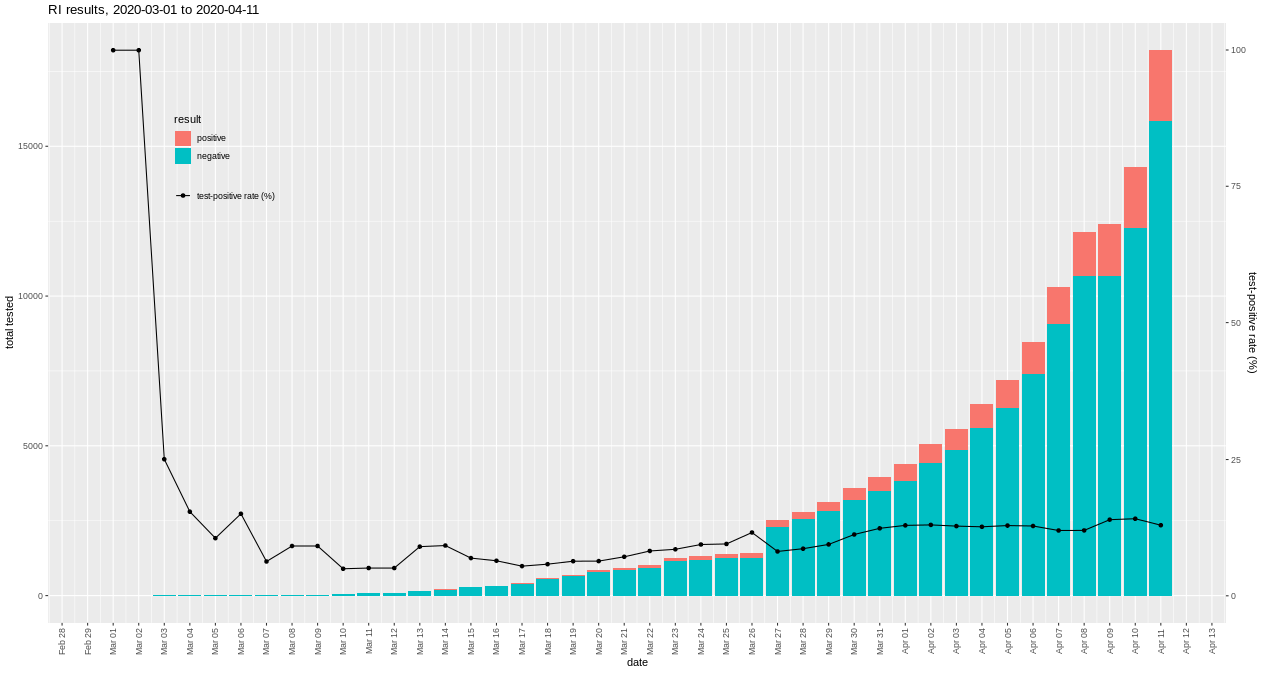 RI results, 2020-03-01 to 2020-04-11
result
positive
negative
test-positive rate (%)
total tested
15000
10000
5000
0
100
75
50
25
0
test-positive rate (%)
Feb 28
Feb 29
Mar 01
Mar 02
Mar 03
Mar 04
Mar 05
Mar 06
Mar 07
Mar 08
Mar 09
Mar 10
Mar 11
Mar 12
Mar 13
Mar 14
Mar 15
Mar 16
Mar 17
Mar 18
Mar 19
Mar 20
Mar 21
Mar 22
Mar 23
Mar 24
Mar 25
Mar 26
Mar 27
Mar 28
Mar 29
Mar 30
Mar 31
Apr 01
Apr 02
Apr 03
Apr 04
Apr 05
Apr 06
Apr 07
Apr 08
Apr 09
Apr 10
Apr 11
Apr 12
Apr 13
date